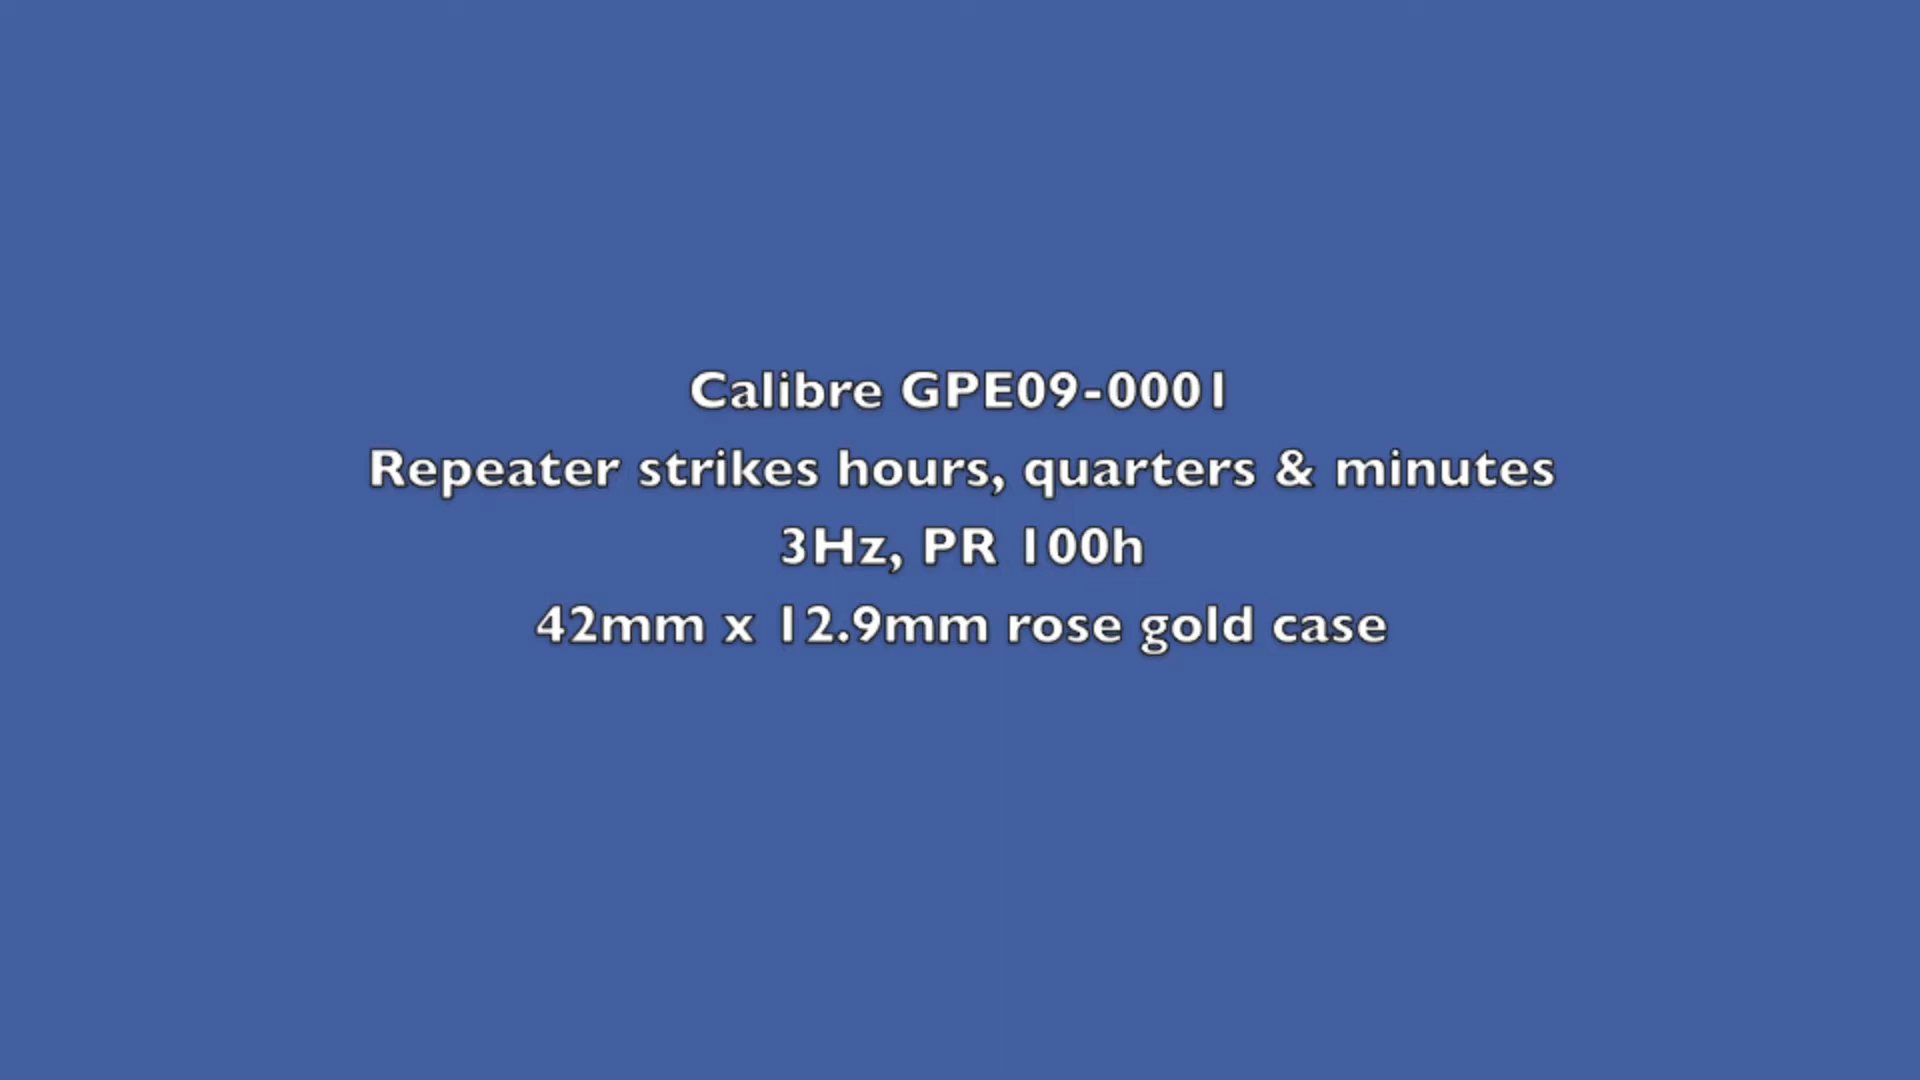 Calibre GPE09-0001
Repeater strikes hours, quarters & minutes
3Hz, PR 100h
42mm x 12.9mm rose gold case